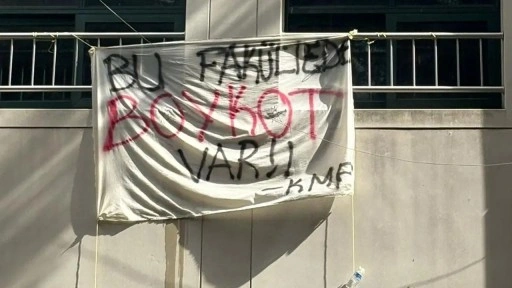 BU FAKÜLTEDE
BOYKOT
VAR!!
-KMF